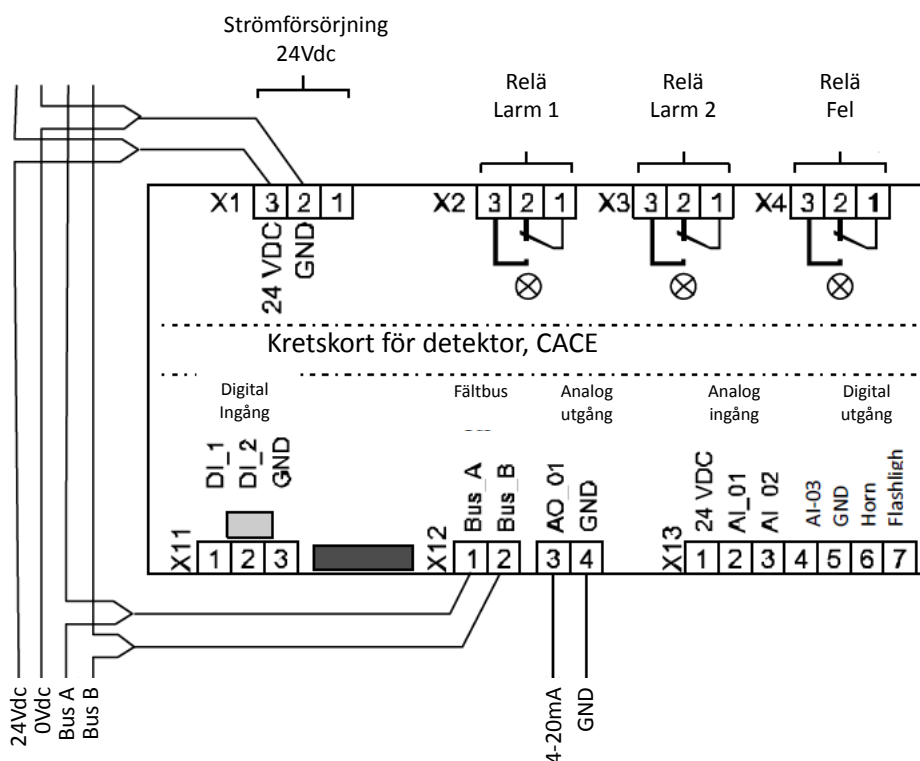 Strömförsörjning
24Vdc
Relä
Larm 1
Relä
Larm 2
Relä
Fel
X1 3 2 1
X2 3 2 1
X3 3 2 1
X4 3 2 1
24 VDC
GND
Kretskort för detektor, CACE
Digital
Ingång
Fältbus
Analog
utgång
Analog
ingång
Digital
utgång
DI_1
DI_2
GND
Bus_A
Bus_B
AO_01
GND
24 VDC
AI_01
AI_02
AI-03
GND
Horn
Flashligh
X11 1 2 3
X12 1 2 3 4
X13 1 2 3 4 5 6 7
24Vdc
0Vdc
Bus A
Bus B
4-20mA
GND